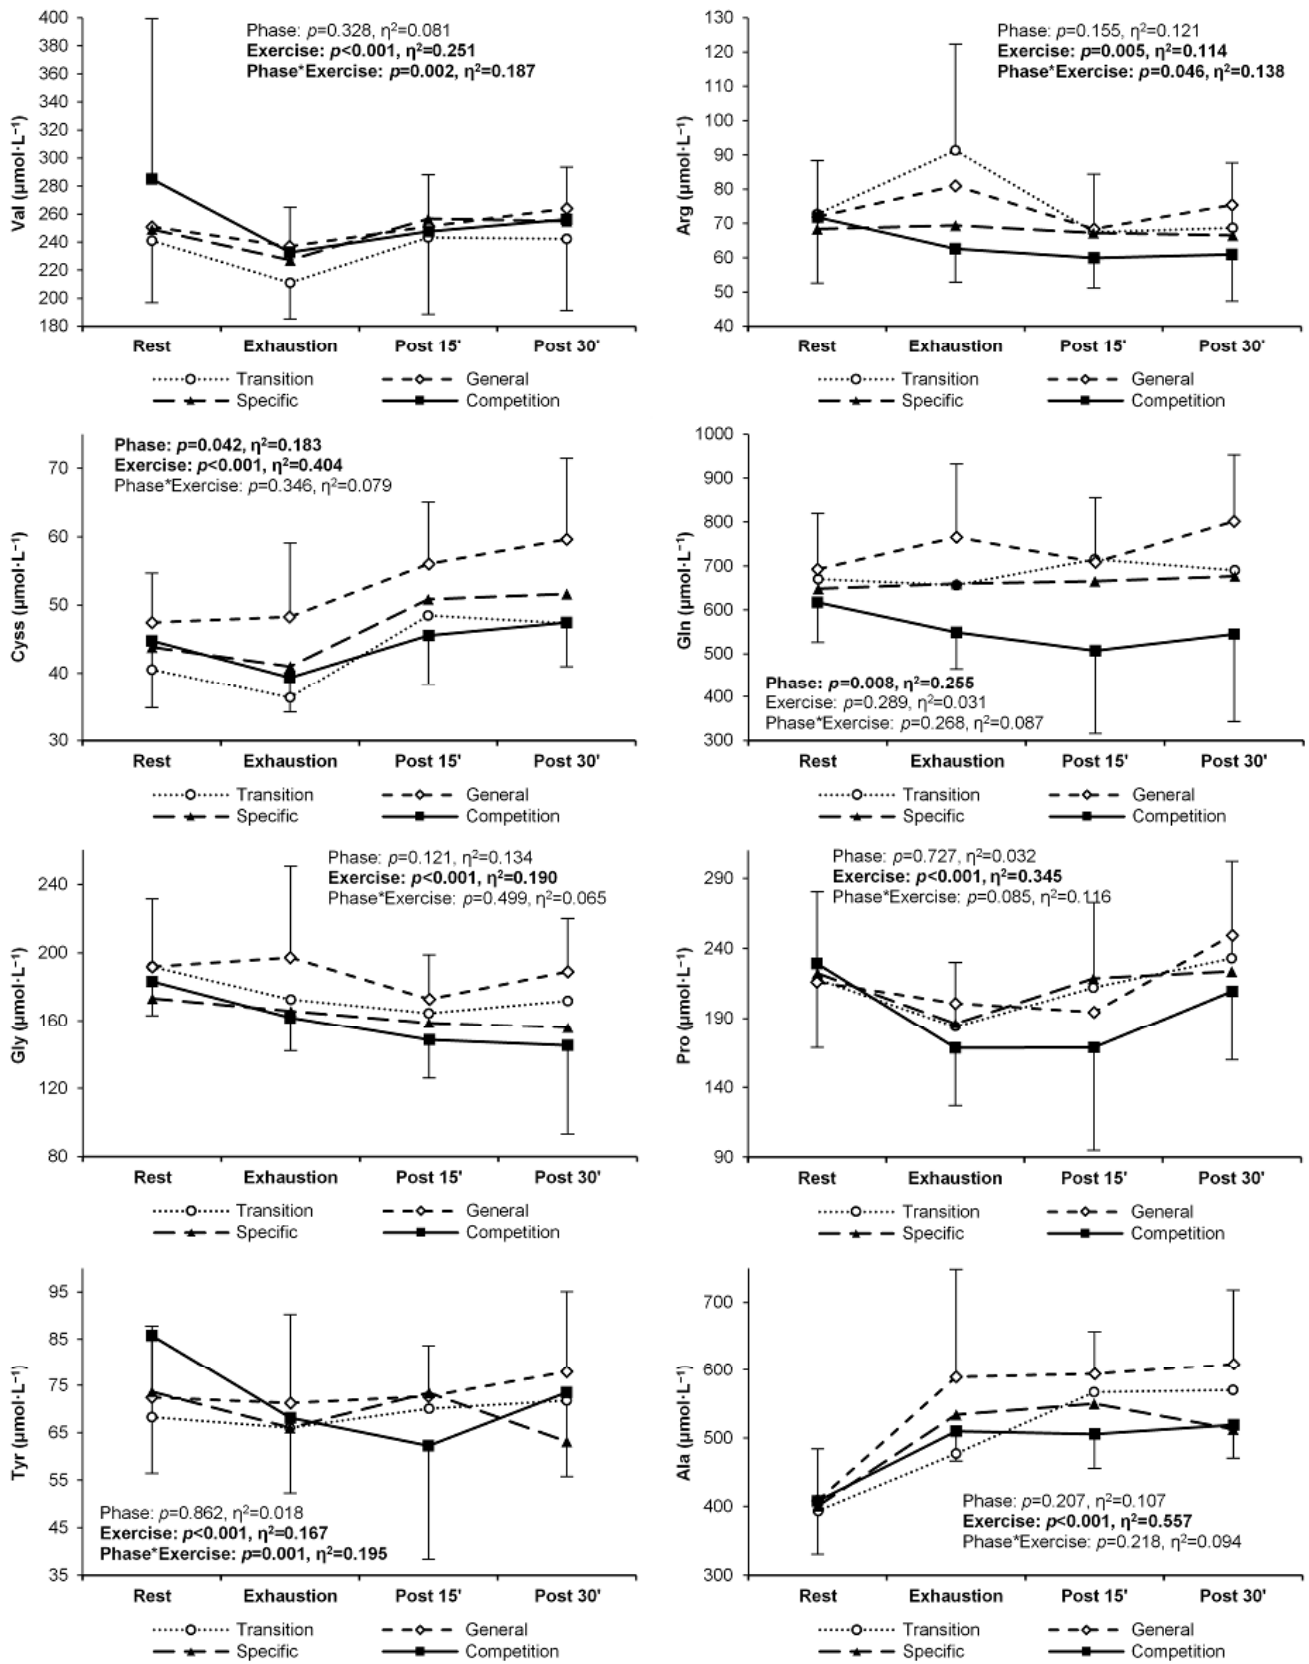 Val (µmol·L⁻¹)
400
380
360
340
320
300
280
260
240
220
200
180
Phase: p=0.328, η²=0.081
Exercise: p<0.001, η²=0.251
Phase*Exercise: p=0.002, η²=0.187
Rest Exhaustion Post 15' Post 30'
Transition General
Specific Competition
Arg (µmol·L⁻¹)
130
120
110
100
90
80
70
60
50
40
Phase: p=0.155, η²=0.121
Exercise: p=0.005, η²=0.114
Phase*Exercise: p=0.046, η²=0.138
Rest Exhaustion Post 15' Post 30'
Transition General
Specific Competition
Cyss (µmol·L⁻¹)
70
60
50
40
30
Phase: p=0.042, η²=0.183
Exercise: p<0.001, η²=0.404
Phase*Exercise: p=0.346, η²=0.079
Rest Exhaustion Post 15' Post 30'
Transition General
Specific Competition
Gln (µmol·L⁻¹)
1000
900
800
700
600
500
400
300
Phase: p=0.008, η²=0.255
Exercise: p=0.289, η²=0.031
Phase*Exercise: p=0.268, η²=0.087
Rest Exhaustion Post 15' Post 30'
Transition General
Specific Competition
Gly (µmol·L⁻¹)
240
200
160
120
80
Phase: p=0.121, η²=0.134
Exercise: p<0.001, η²=0.190
Phase*Exercise: p=0.499, η²=0.065
Rest Exhaustion Post 15' Post 30'
Transition General
Specific Competition
Pro (µmol·L⁻¹)
290
240
190
140
90
Phase: p=0.727, η²=0.032
Exercise: p<0.001, η²=0.345
Phase*Exercise: p=0.085, η²=0.116
Rest Exhaustion Post 15' Post 30'
Transition General
Specific Competition
Tyr (µmol·L⁻¹)
95
85
75
65
55
45
35
Phase: p=0.862, η²=0.018
Exercise: p<0.001, η²=0.167
Phase*Exercise: p=0.001, η²=0.195
Rest Exhaustion Post 15' Post 30'
Transition General
Specific Competition
Ala (µmol·L⁻¹)
700
600
500
400
300
Phase: p=0.207, η²=0.107
Exercise: p<0.001, η²=0.557
Phase*Exercise: p=0.218, η²=0.094
Rest Exhaustion Post 15' Post 30'
Transition General
Specific Competition